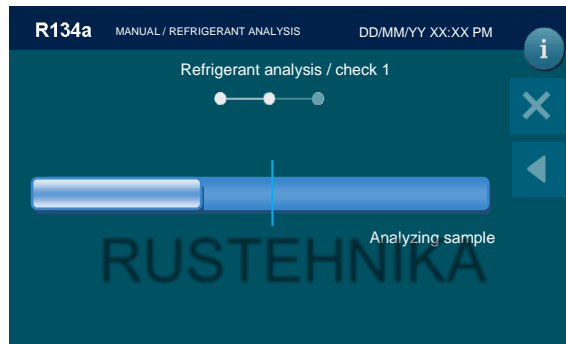 R134a MANUAL / REFRIGERANT ANALYSIS DD/MM/YY XX:XX PM
i
Refrigerant analysis / check 1
Analyzing sample
RUSTEHNIKA